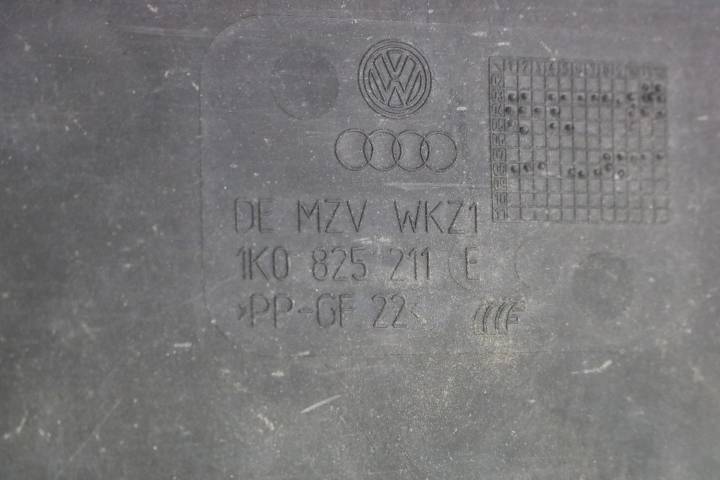 DE MZV WKZ1
1K0 825 211 E
>PP-GF 22<